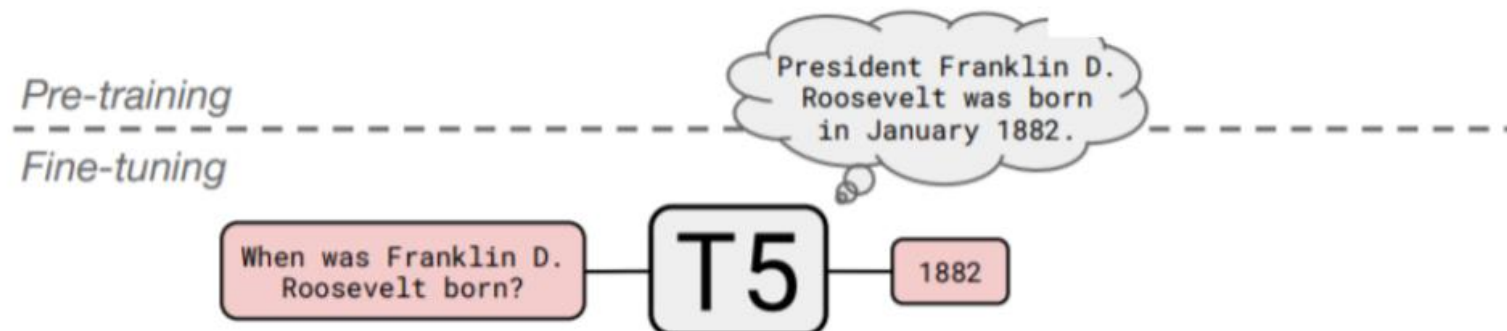 Pre-training
President Franklin D.
Roosevelt was born
in January 1882.
Fine-tuning
When was Franklin D.
Roosevelt born?
T5
1882